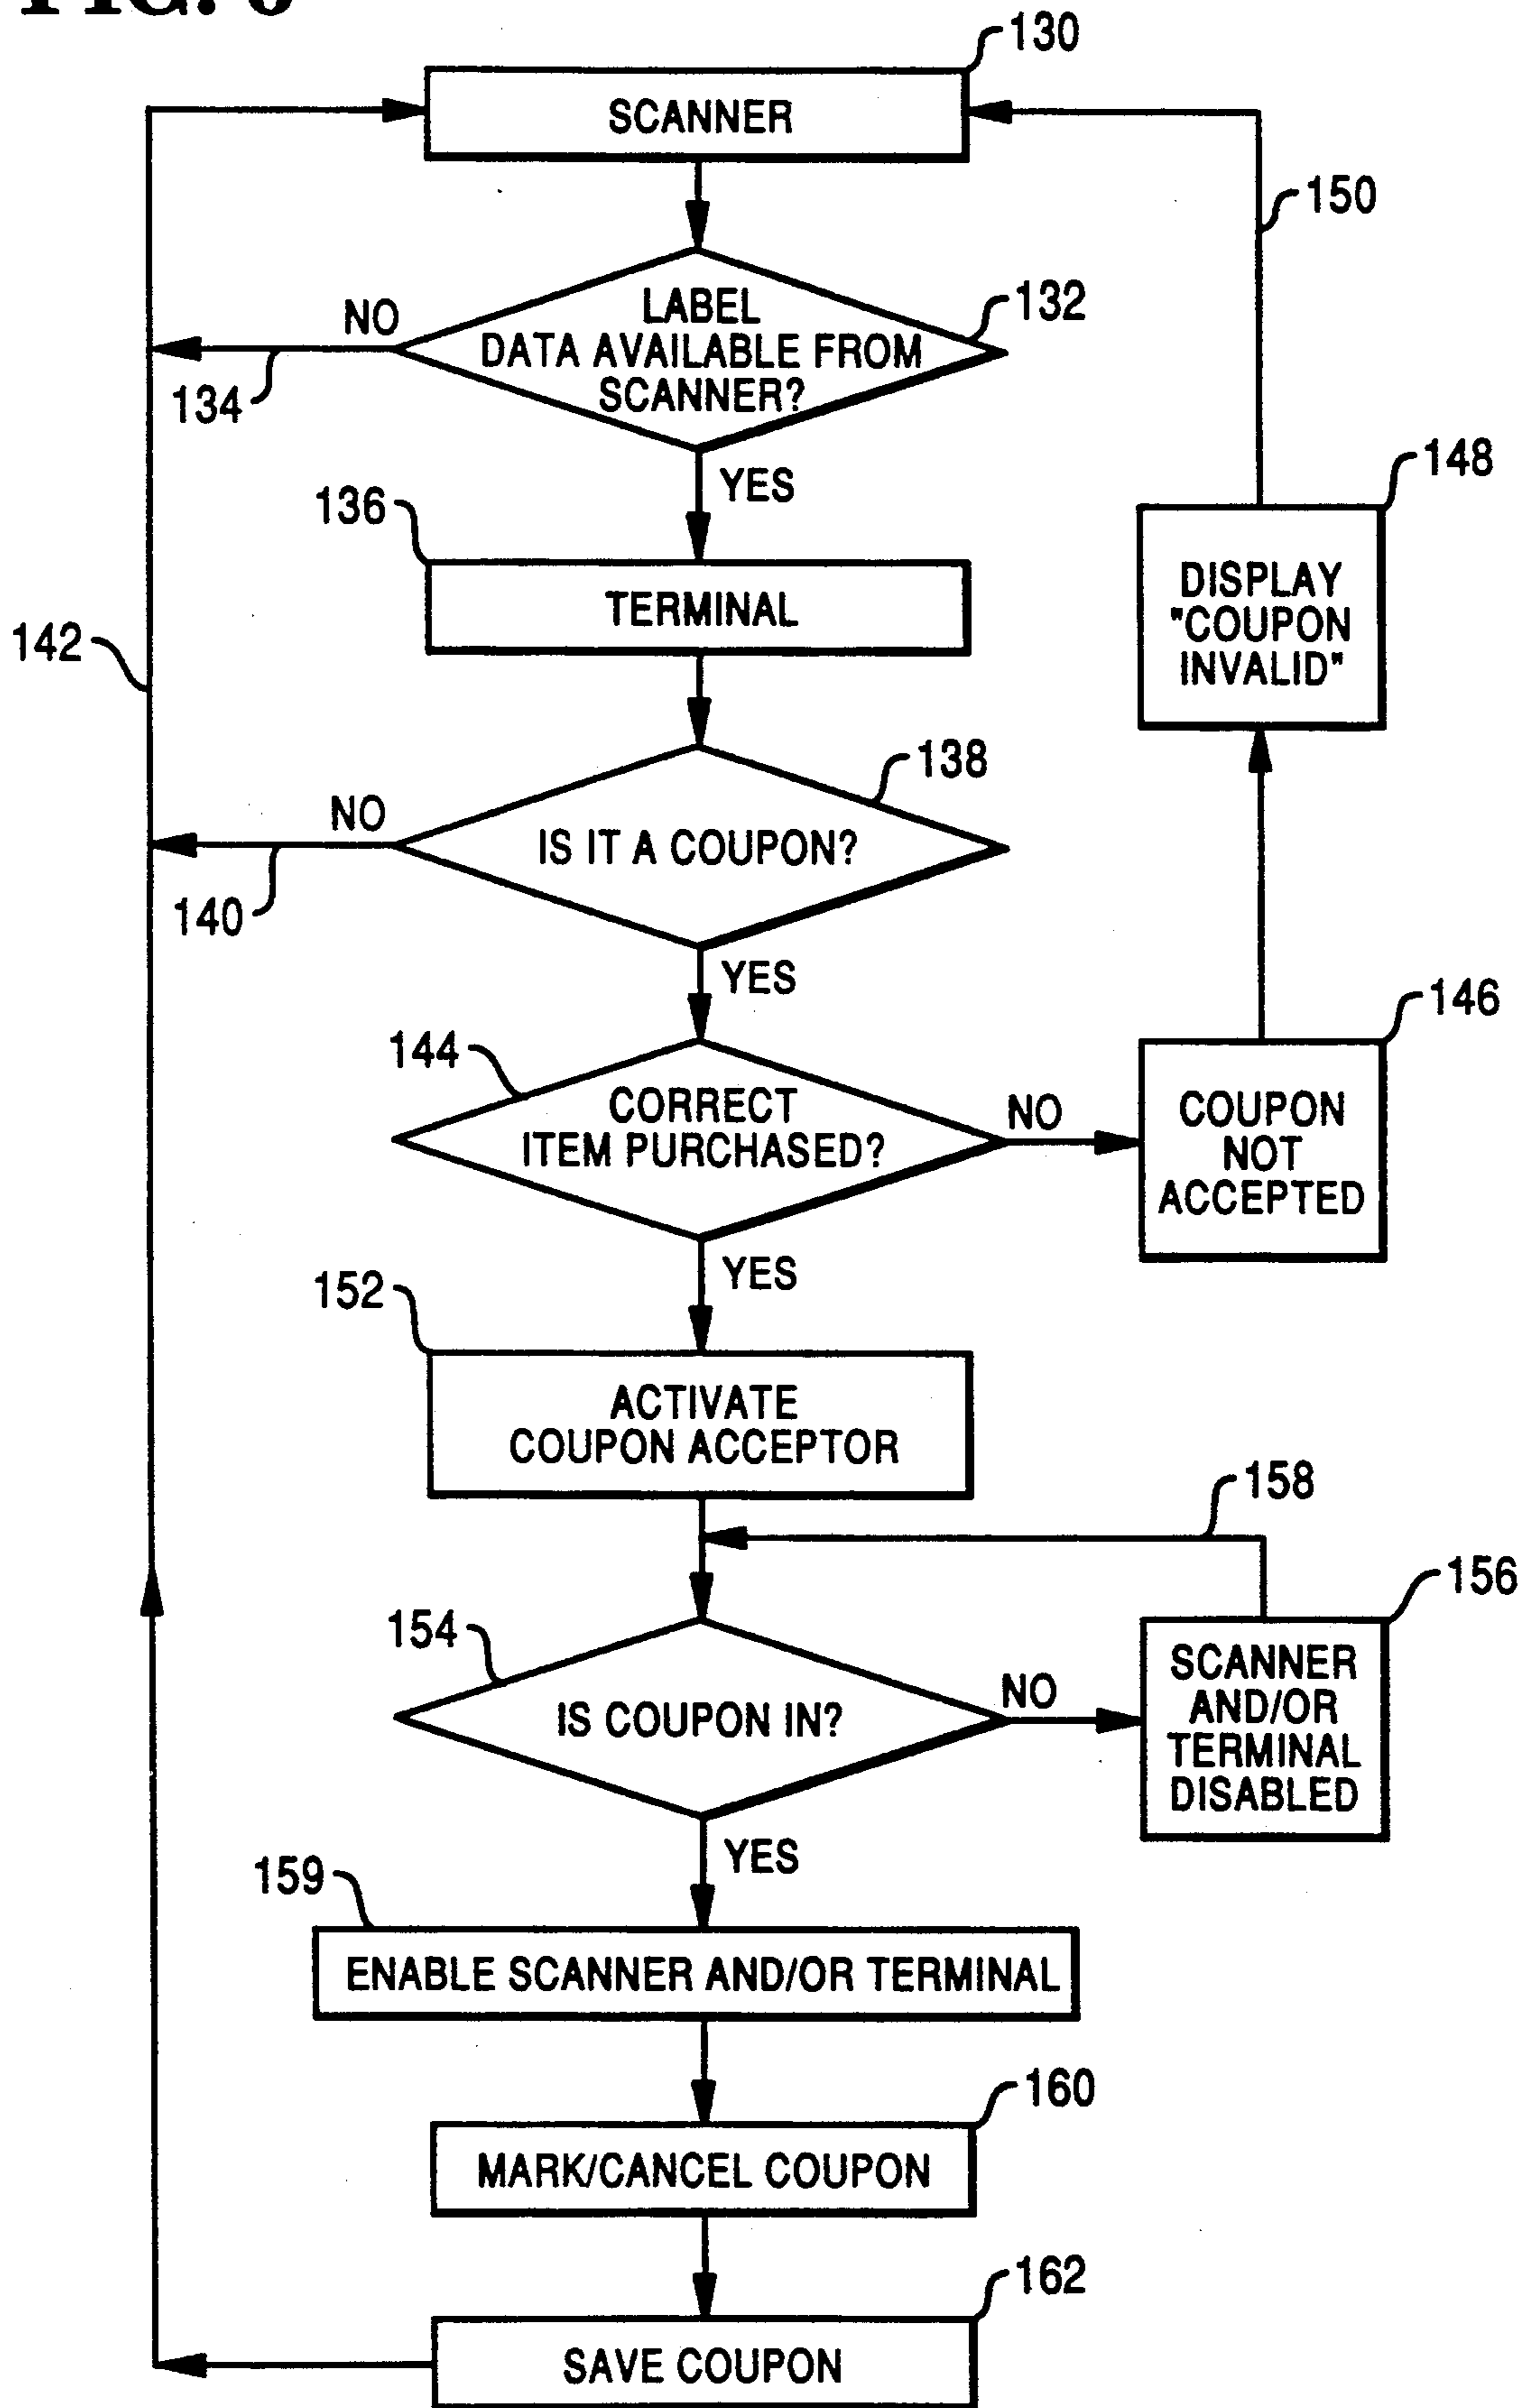 130
SCANNER
150
NO
LABEL
DATA AVAILABLE FROM
SCANNER?
132
134
YES
136
TERMINAL
148
DISPLAY
"COUPON
INVALID"
142
138
NO
IS IT A COUPON?
140
YES
146
144
CORRECT
ITEM PURCHASED?
NO
COUPON
NOT
ACCEPTED
YES
152
ACTIVATE
COUPON ACCEPTOR
158
156
154
IS COUPON IN?
NO
SCANNER
AND/OR
TERMINAL
DISABLED
YES
159
ENABLE SCANNER AND/OR TERMINAL
160
MARK/CANCEL COUPON
162
SAVE COUPON